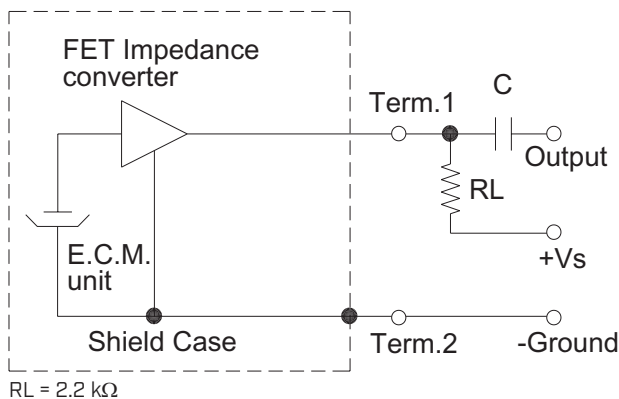 FET Impedance
converter
Term.1
C
Output
RL
+Vs
E.C.M.
unit
Shield Case
Term.2
-Ground
RL = 2.2 kΩ